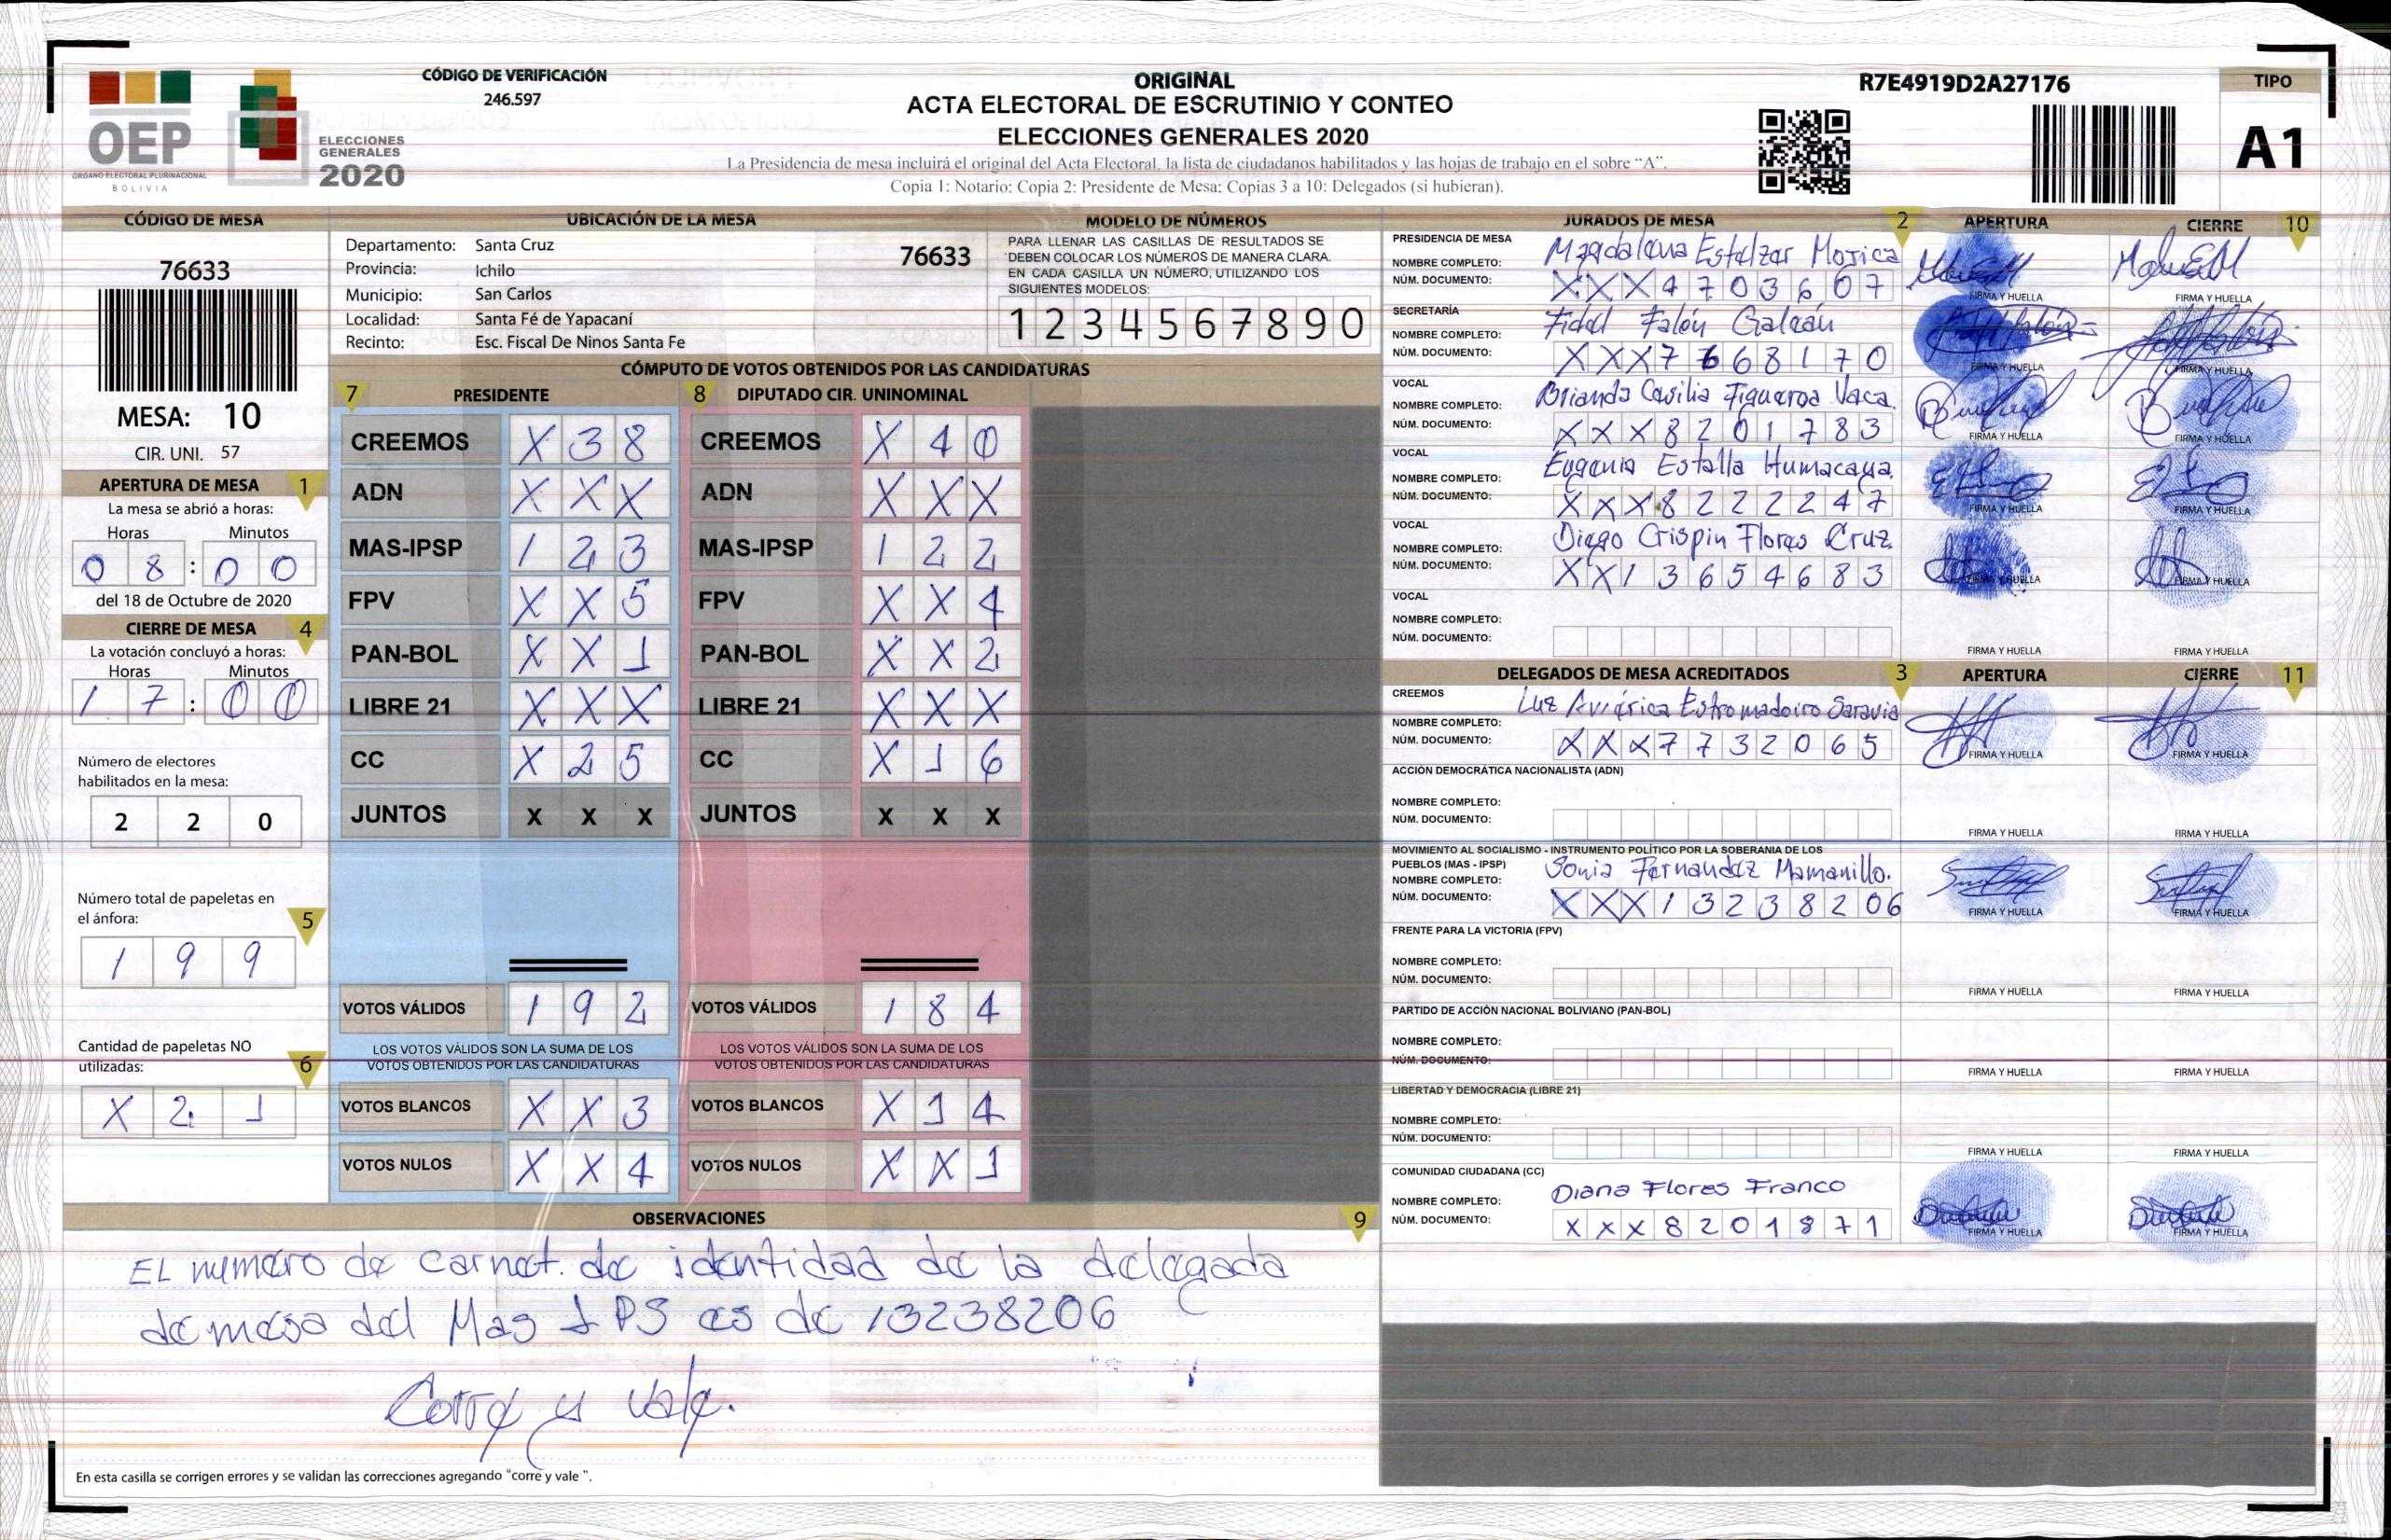 CÓDIGO DE VERIFICACIÓN
246.597
ORIGINAL
ACTA ELECTORAL DE ESCRUTINIO Y CONTEO
ELECCIONES GENERALES 2020
La Presidencia de mesa incluirá el original del Acta Electoral, la lista de ciudadanos habilitados y las hojas de trabajo en el sobre “A”.
Copia 1: Notario; Copia 2: Presidente de Mesa; Copias 3 a 10: Delegados (si hubieran).
R7E4919D2A27176
TIPO
A1
OEP
ÓRGANO ELECTORAL PLURINACIONAL
BOLIVIA
ELECCIONES
GENERALES
2020
CÓDIGO DE MESA
76633
MESA: 10
CIR. UNI. 57
APERTURA DE MESA 1
La mesa se abrió a horas:
Horas Minutos
0 8 : 0 0
del 18 de Octubre de 2020
CIERRE DE MESA 4
La votación concluyó a horas:
Horas Minutos
1 7 : 0 0
Número de electores
habilitados en la mesa:
2 2 0
Número total de papeletas en
el ánfora: 5
1 9 9
Cantidad de papeletas NO
utilizadas: 6
X 2 1
UBICACIÓN DE LA MESA
Departamento: Santa Cruz
Provincia: Ichilo
Municipio: San Carlos
Localidad: Santa Fé de Yapacaní
Recinto: Esc. Fiscal De Ninos Santa Fe
76633
MODELO DE NÚMEROS
PARA LLENAR LAS CASILLAS DE RESULTADOS SE
DEBEN COLOCAR LOS NÚMEROS DE MANERA CLARA.
EN CADA CASILLA UN NÚMERO, UTILIZANDO LOS
SIGUIENTES MODELOS:
1 2 3 4 5 6 7 8 9 0
CÓMPUTO DE VOTOS OBTENIDOS POR LAS CANDIDATURAS
7 PRESIDENTE
CREEMOS X 3 8
ADN X X X
MAS-IPSP 1 2 3
FPV X X 5
PAN-BOL X X 1
LIBRE 21 X X X
CC X 2 5
JUNTOS X X X
VOTOS VÁLIDOS 1 9 2
LOS VOTOS VÁLIDOS SON LA SUMA DE LOS
VOTOS OBTENIDOS POR LAS CANDIDATURAS
VOTOS BLANCOS X X 3
VOTOS NULOS X X 4
8 DIPUTADO CIR. UNINOMINAL
CREEMOS X 4 0
ADN X X X
MAS-IPSP 1 2 2
FPV X X 4
PAN-BOL X X 2
LIBRE 21 X X X
CC X 1 6
JUNTOS X X X
VOTOS VÁLIDOS 1 8 4
LOS VOTOS VÁLIDOS SON LA SUMA DE LOS
VOTOS OBTENIDOS POR LAS CANDIDATURAS
VOTOS BLANCOS X 1 4
VOTOS NULOS X X 1
OBSERVACIONES 9
EL numero de carnet. de identidad de la delegada
de mesa del Mas I PS es de 13238206
Corre y vale.
En esta casilla se corrigen errores y se validan las correcciones agregando “corre y vale ”.
JURADOS DE MESA 2 APERTURA CIERRE 10
PRESIDENCIA DE MESA
NOMBRE COMPLETO: Magdalena Mojica
NÚM. DOCUMENTO: X X X 4 7 0 3 6 0 7
FIRMA Y HUELLA FIRMA Y HUELLA
SECRETARÍA
NOMBRE COMPLETO: Fidel Galean
NÚM. DOCUMENTO: X X X 7 6 6 8 1 7 0
FIRMA Y HUELLA FIRMA Y HUELLA
VOCAL
NOMBRE COMPLETO: Brianda Figueroa Vaca.
NÚM. DOCUMENTO: X X X 8 2 0 1 7 8 3
FIRMA Y HUELLA FIRMA Y HUELLA
VOCAL
NOMBRE COMPLETO: Eugenia Estalla Humacaya.
NÚM. DOCUMENTO: X X X 8 2 2 2 2 4 7
FIRMA Y HUELLA FIRMA Y HUELLA
VOCAL
NOMBRE COMPLETO: Diego Crispin Flores Cruz.
NÚM. DOCUMENTO: X X 1 3 6 5 4 6 8 3
FIRMA Y HUELLA FIRMA Y HUELLA
VOCAL
NOMBRE COMPLETO:
NÚM. DOCUMENTO:
FIRMA Y HUELLA FIRMA Y HUELLA
DELEGADOS DE MESA ACREDITADOS 3 APERTURA CIERRE 11
CREEMOS
NOMBRE COMPLETO: Luz Estromadoiro Saravia
NÚM. DOCUMENTO: X X X 7 7 3 2 0 6 5
FIRMA Y HUELLA FIRMA Y HUELLA
ACCIÓN DEMOCRÁTICA NACIONALISTA (ADN)
NOMBRE COMPLETO:
NÚM. DOCUMENTO:
FIRMA Y HUELLA FIRMA Y HUELLA
MOVIMIENTO AL SOCIALISMO - INSTRUMENTO POLÍTICO POR LA SOBERANIA DE LOS
PUEBLOS (MAS - IPSP)
NOMBRE COMPLETO: Sonia Fernandez Mamanillo.
NÚM. DOCUMENTO: X X X 1 3 2 3 8 2 0 6
FIRMA Y HUELLA FIRMA Y HUELLA
FRENTE PARA LA VICTORIA (FPV)
NOMBRE COMPLETO:
NÚM. DOCUMENTO:
FIRMA Y HUELLA FIRMA Y HUELLA
PARTIDO DE ACCIÓN NACIONAL BOLIVIANO (PAN-BOL)
NOMBRE COMPLETO:
NÚM. DOCUMENTO:
FIRMA Y HUELLA FIRMA Y HUELLA
LIBERTAD Y DEMOCRACIA (LIBRE 21)
NOMBRE COMPLETO:
NÚM. DOCUMENTO:
FIRMA Y HUELLA FIRMA Y HUELLA
COMUNIDAD CIUDADANA (CC)
NOMBRE COMPLETO: Diana Flores Franco
NÚM. DOCUMENTO: X X X 8 2 0 1 8 7 1
FIRMA Y HUELLA FIRMA Y HUELLA